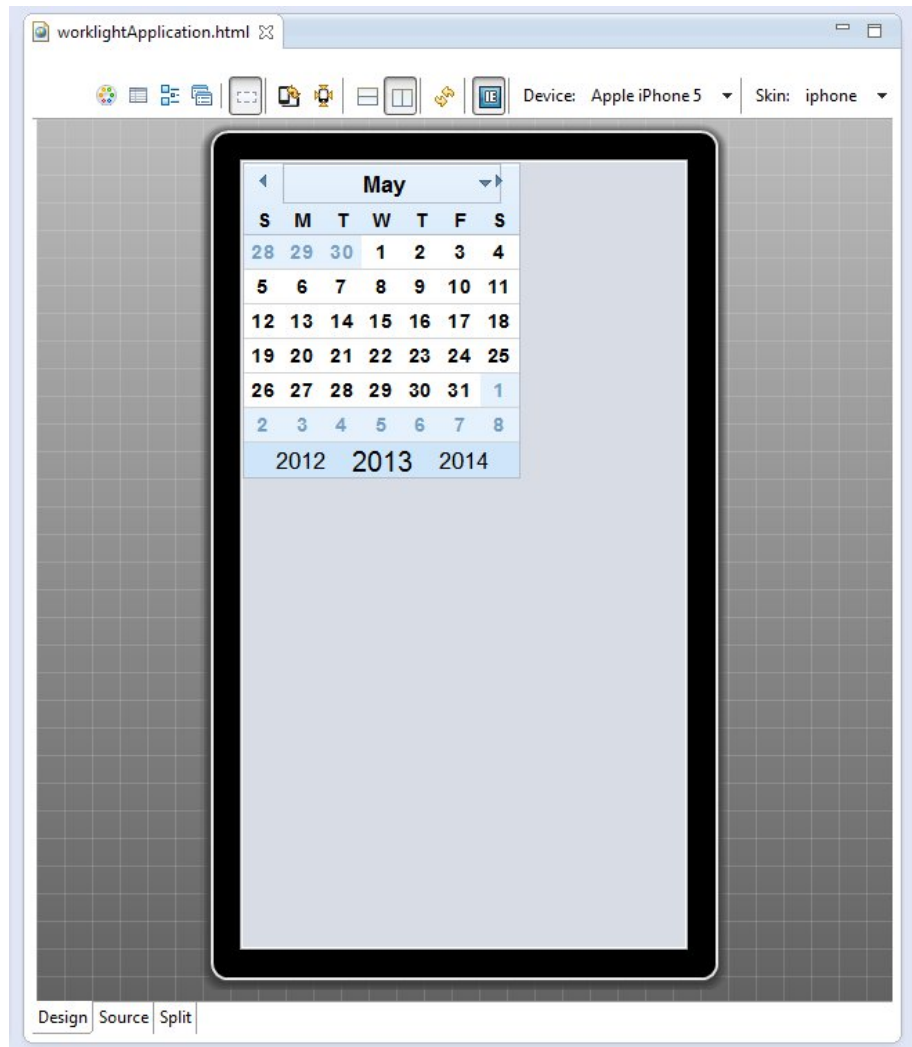 worklightApplication.html
Device: Apple iPhone 5 Skin: iphone
May
S M T W T F S
28 29 30 1 2 3 4
5 6 7 8 9 10 11
12 13 14 15 16 17 18
19 20 21 22 23 24 25
26 27 28 29 30 31 1
2 3 4 5 6 7 8
2012 2013 2014
Design Source Split